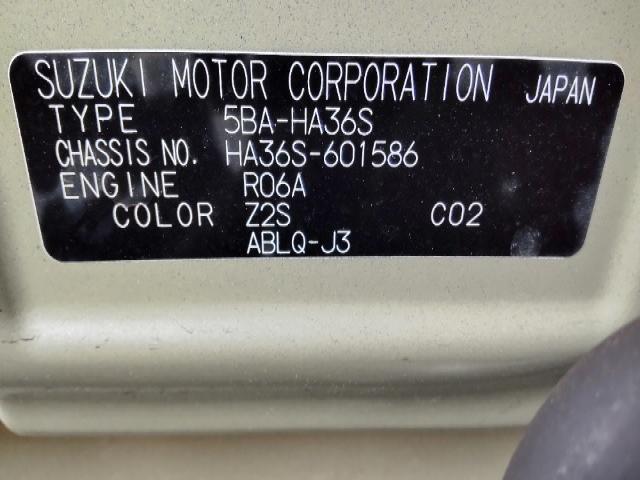 SUZUKI MOTOR CORPORATION JAPAN
TYPE 5BA-HA36S
CHASSIS NO. HA36S-601586
ENGINE R06A
COLOR Z2S C02
ABLQ-J3